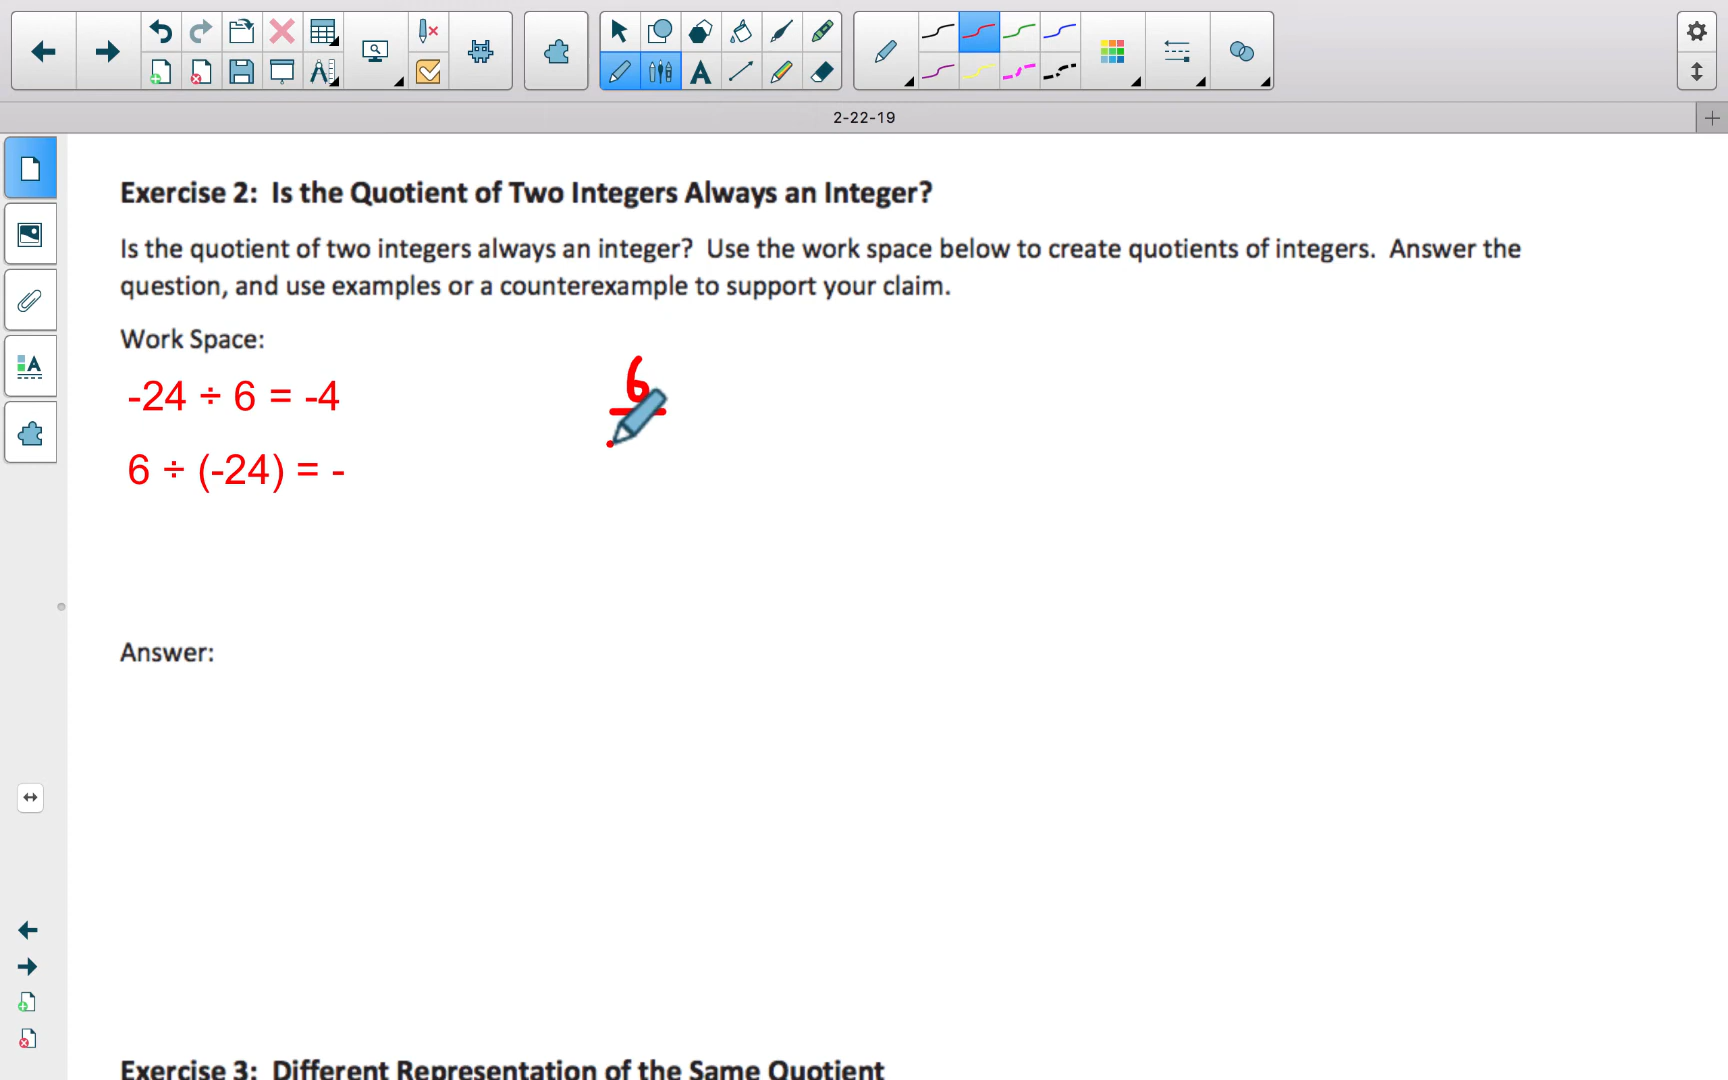 2-22-19
Exercise 2: Is the Quotient of Two Integers Always an Integer?
Is the quotient of two integers always an integer? Use the work space below to create quotients of integers. Answer the
question, and use examples or a counterexample to support your claim.
Work Space:
6
-24 ÷ 6 = -4
6 ÷ (-24) = -
Answer:
Exercise 3: Different Representation of the Same Quotient